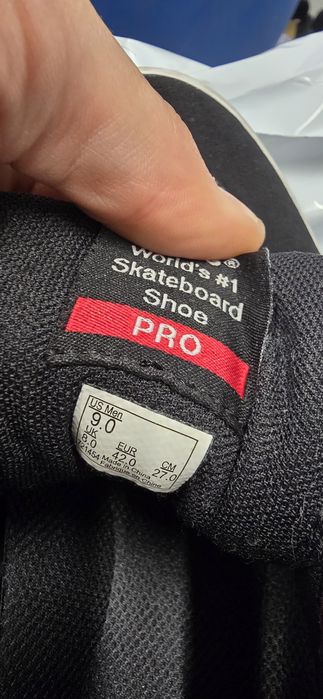 World's #1
Skateboard
Shoe
PRO
US Men
9.0
UK EUR CM
8.0 42.0 27.0
Made in China
Fabriqué en Chine